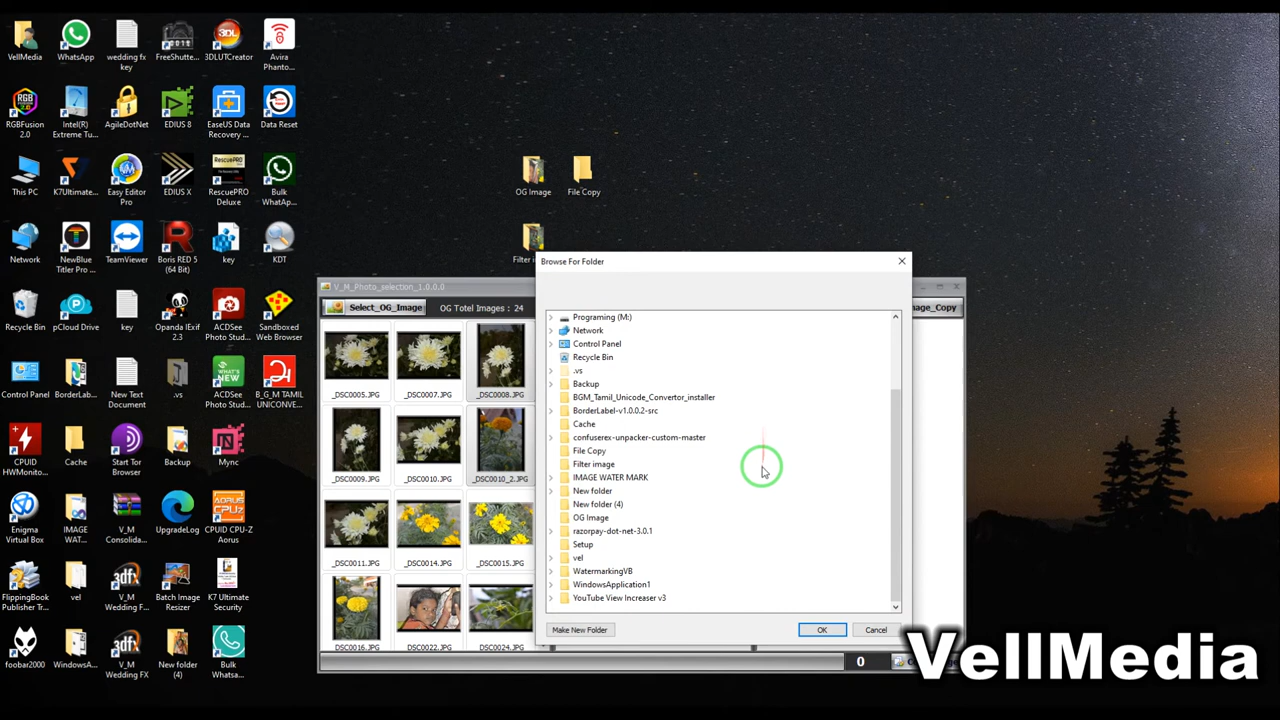 VellMedia
WhatsApp
wedding fx
key
FreeShutte...
3DLUTCreator
Avira
Phanto...
RGBFusion
2.0
Intel(R)
Extreme Tu...
AgileDotNet
EDIUS 8
EaseUS Data
Recovery ...
Data Reset
This PC
K7Ultimate...
Easy Editor
Pro
EDIUS X
RescuePRO
Deluxe
Bulk
WhatAp...
OG Image
File Copy
Network
NewBlue
Titler Pro ...
TeamViewer
Boris RED 5
(64 Bit)
key
KDT
Recycle Bin
pCloud Drive
key
Opanda IExif
2.3
ACDSee
Photo Stud...
Sandboxed
Web Browser
Control Panel
BorderLab...
New Text
Document
.vs
ACDSee
Photo Stud...
B_G_M TAMIL
UNICONVE...
CPUID
HWMonito...
Cache
Start Tor
Browser
Backup
Mync
Enigma
Virtual Box
IMAGE
WAT...
V_M
Consolida...
UpgradeLog
CPUID CPU-Z
Aorus
FlippingBook
Publisher Tr...
vel
V_M
Wedding F...
Batch Image
Resizer
K7 Ultimate
Security
foobar2000
WindowsA...
V_M
Wedding FX
New folder
(4)
Bulk
Whatsa...
V_M_Photo_selection_1.0.0.0
Select_OG_Image
OG Totel Images : 24
_DSC0005.JPG
_DSC0007.JPG
_DSC0008.JPG
_DSC0009.JPG
_DSC0010.JPG
_DSC0010_2.JPG
_DSC0011.JPG
_DSC0014.JPG
_DSC0015.JPG
_DSC0016.JPG
_DSC0022.JPG
_DSC0024.JPG
Browse For Folder
Programing (M:)
Network
Control Panel
Recycle Bin
.vs
Backup
BGM_Tamil_Unicode_Convertor_installer
BorderLabel-v1.0.0.2-src
Cache
confuserex-unpacker-custom-master
File Copy
Filter image
IMAGE WATER MARK
New folder
New folder (4)
OG Image
razorpay-dot-net-3.0.1
Setup
vel
WatermarkingVB
WindowsApplication1
YouTube View Increaser v3
Make New Folder
OK
Cancel
0
VellMedia